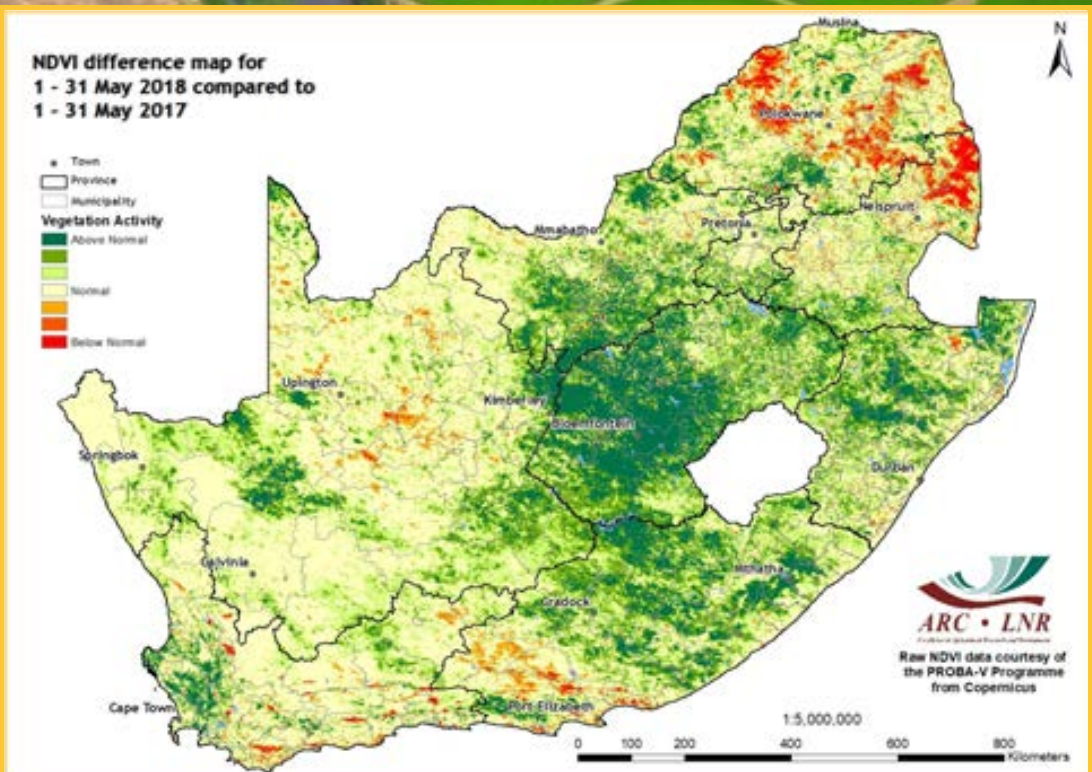 NDVI difference map for
1 - 31 May 2018 compared to
1 - 31 May 2017
Town
Province
Municipality
Vegetation Activity
Above Normal
Normal
Below Normal
N
Musina
Polokwane
Nelspruit
Pretoria
Mmabatho
Upington
Kimberley
Bloemfontein
Springbok
Durban
Calvinia
Mthatha
Cradock
Cape Town
Port Elizabeth
ARC • LNR
Raw NDVI data courtesy of
the PROBA-V Programme
from Copernicus
1:5,000,000
0 100 200 400 600 800
Kilometers